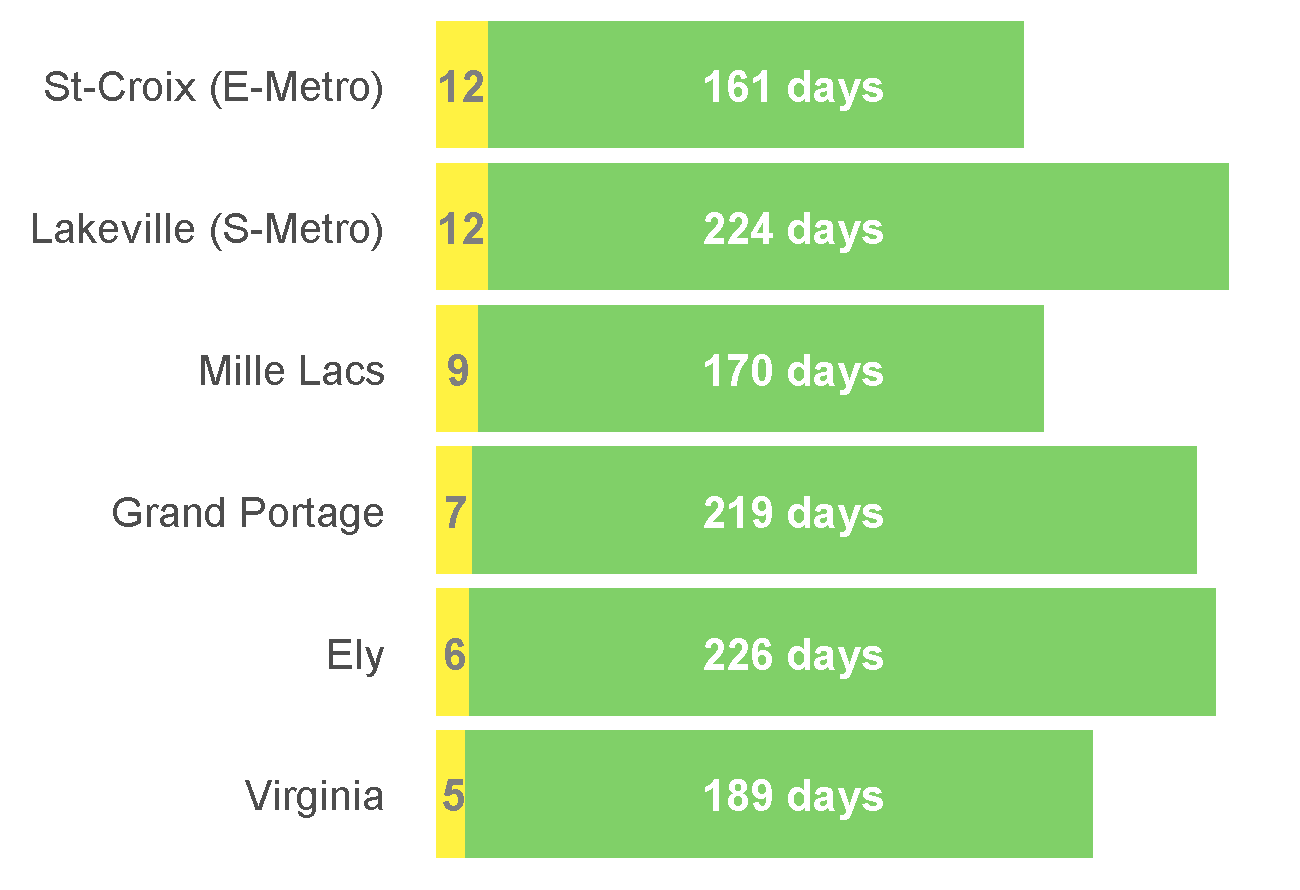 St-Croix (E-Metro) 12 161 days
Lakeville (S-Metro) 12 224 days
Mille Lacs 9 170 days
Grand Portage 7 219 days
Ely 6 226 days
Virginia 5 189 days